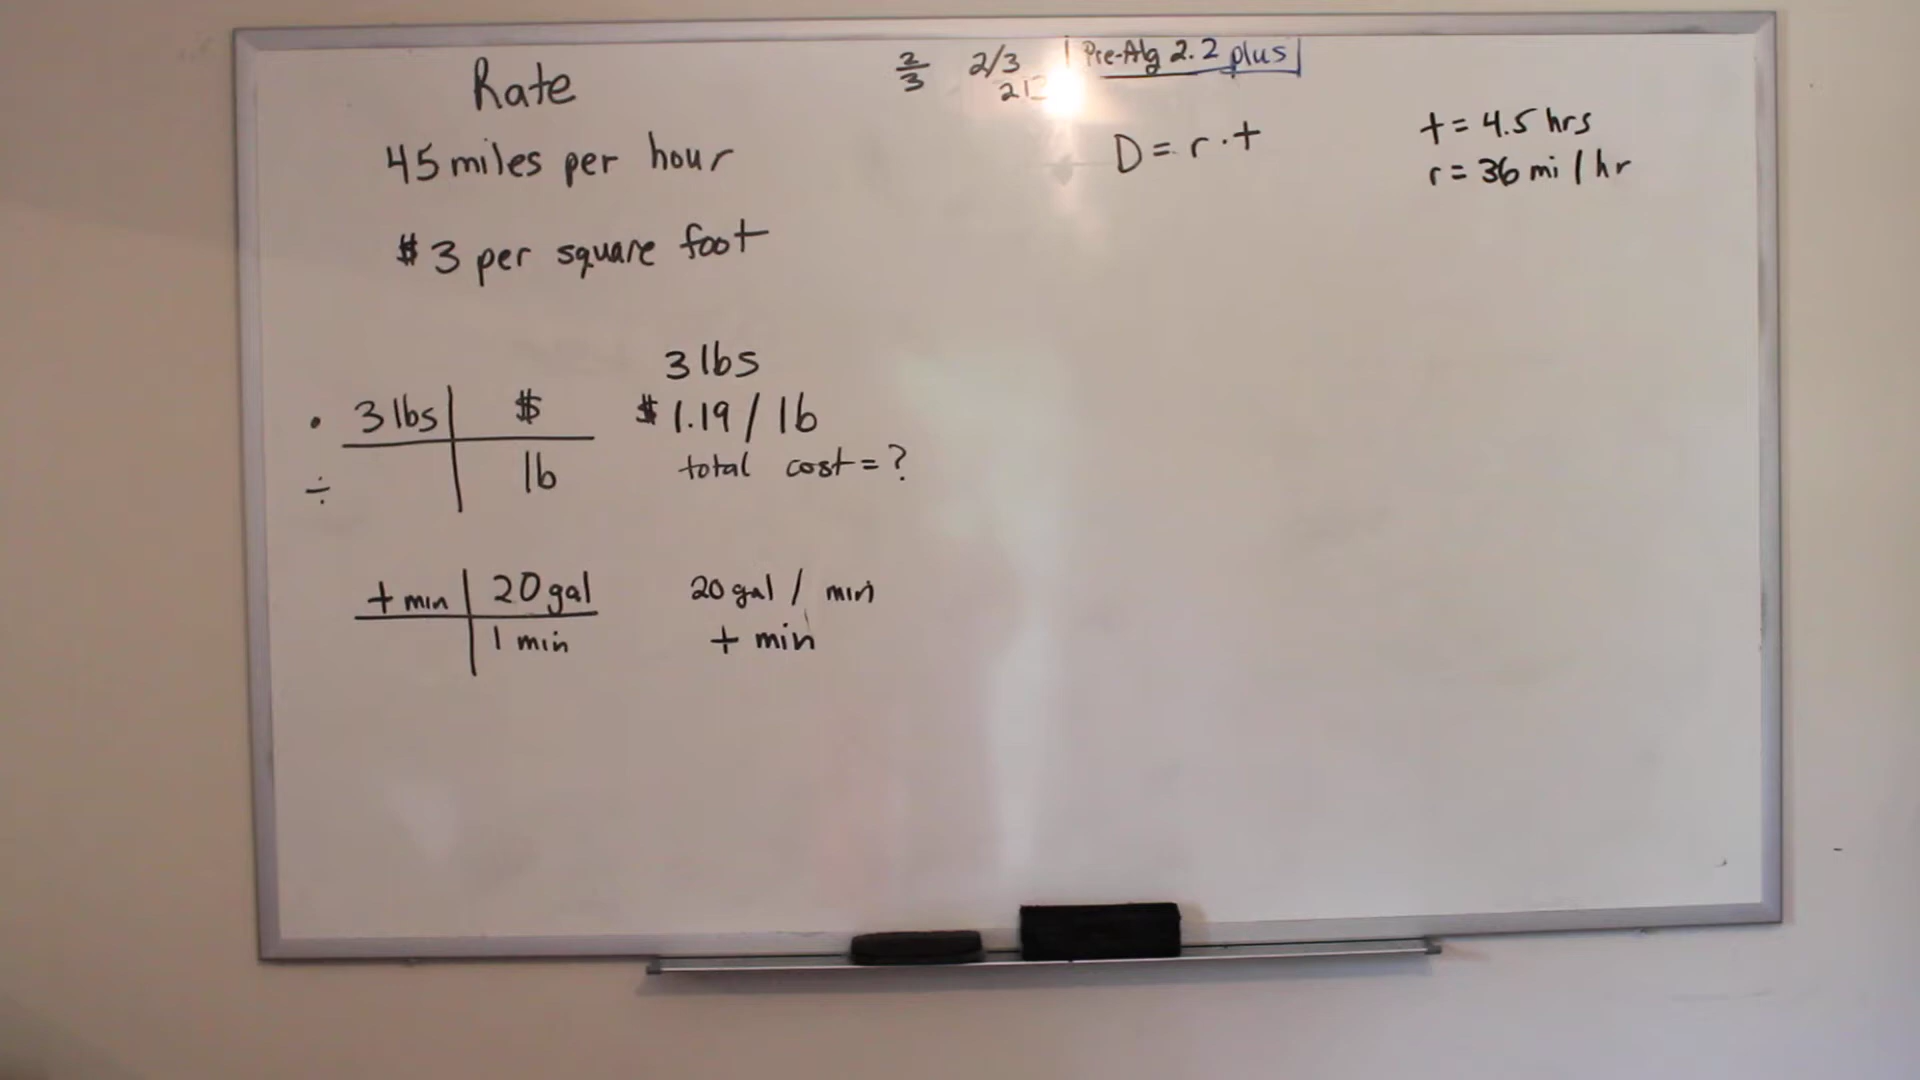 Rate
45 miles per hour
$3 per square foot
2/3 2/3
Pre-Alg 2.2 plus
D = r · t
t = 4.5 hrs
r = 36 mi / hr
· 3 lbs $
÷ lb
3 lbs
$1.19 / lb
total cost = ?
t min 20 gal
1 min
20 gal / min
t min